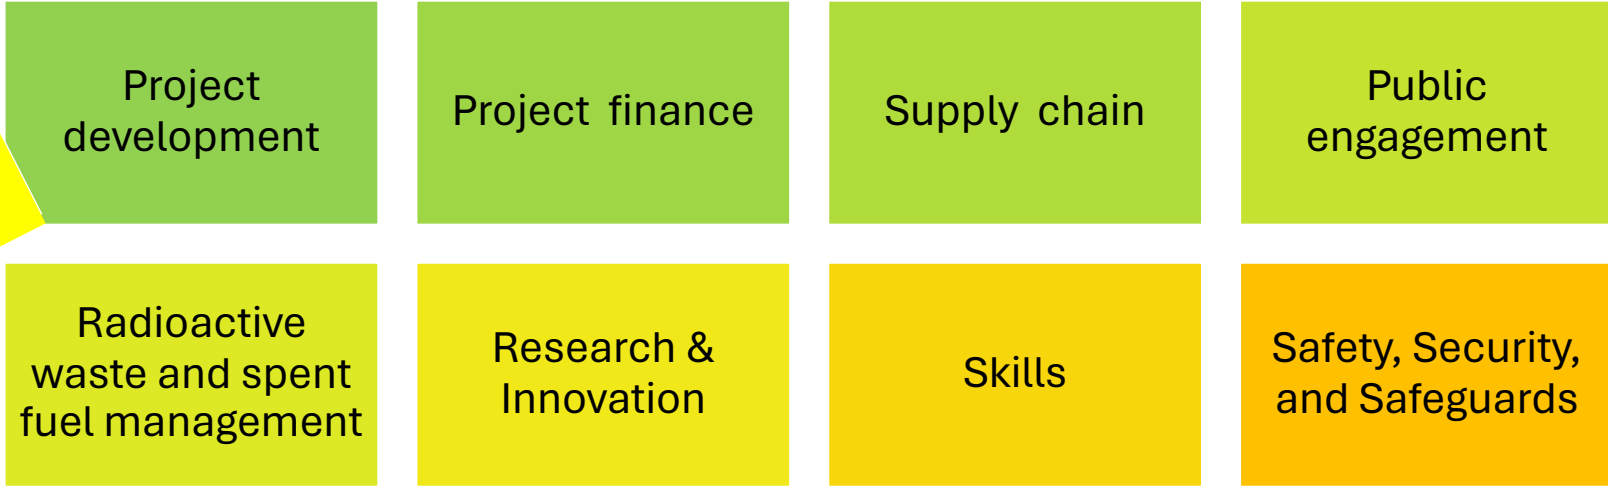 Project
development
Project finance
Supply chain
Public
engagement
Radioactive
waste and spent
fuel management
Research &
Innovation
Skills
Safety, Security,
and Safeguards